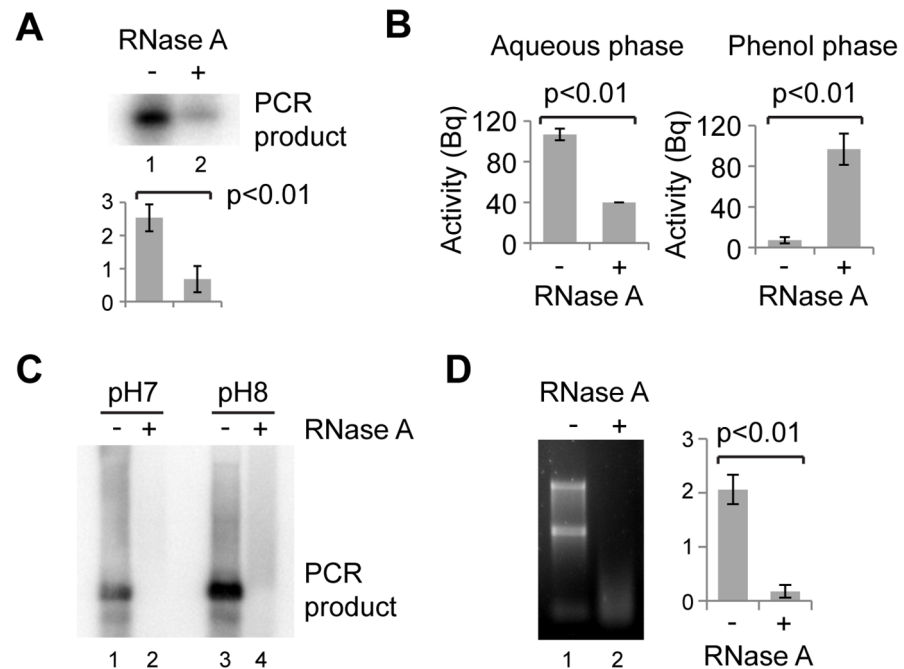 A
RNase A
- +
PCR
product
1 2
p<0.01
3
2
1
0
B
Aqueous phase
p<0.01
Activity (Bq)
120
80
40
0
- +
RNase A
Phenol phase
p<0.01
Activity (Bq)
120
80
40
0
- +
RNase A
C
pH7 pH8
- + - + RNase A
PCR
product
1 2 3 4
D
RNase A
- +
1 2
p<0.01
3
2
1
0
- +
RNase A